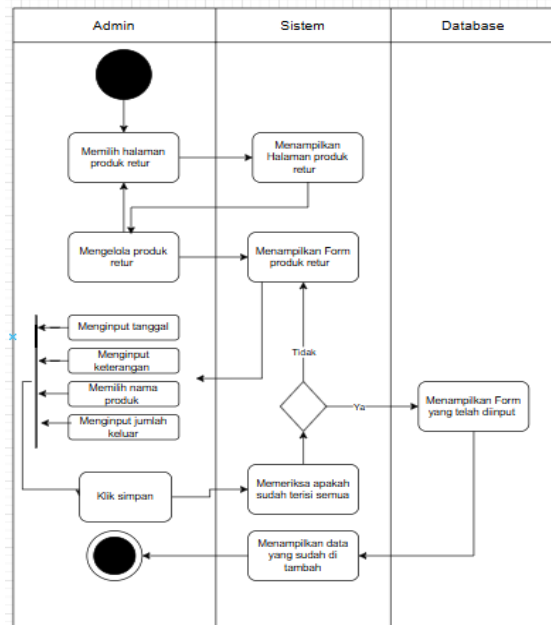 Admin
Sistem
Database
Memilih halaman
produk retur
Menampilkan
Halaman produk
retur
Mengelola produk
retur
Menampilkan Form
produk retur
Menginput tanggal
Menginput
keterangan
Memilih nama
produk
Menginput jumlah
keluar
Tidak
Ya
Menampilkan Form
yang telah diinput
Klik simpan
Memeriksa apakah
sudah terisi semua
Menampilkan data
yang sudah di
tambah